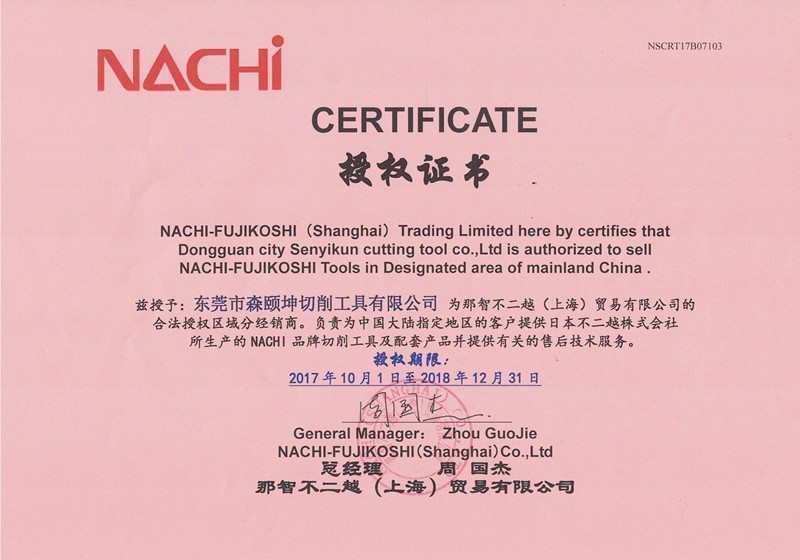 NACHi
NSCRT17B07103
CERTIFICATE
授权证书
NACHI-FUJIKOSHI（Shanghai）Trading Limited here by certifies that
Dongguan city Senyikun cutting tool co.,Ltd is authorized to sell
NACHI-FUJIKOSHI Tools in Designated area of mainland China .
兹授予：东莞市森颐坤切削工具有限公司 为那智不二越（上海）贸易有限公司的
合法授权区域分经销商。负责为中国大陆指定地区的客户提供日本不二越株式会社
所生产的 NACHI 品牌切削工具及配套产品并提供有关的售后技术服务。
授权期限：
2017 年 10 月 1 日至 2018 年 12 月 31 日
周国杰
General Manager： Zhou GuoJie
NACHI-FUJIKOSHI(Shanghai)Co.,Ltd
总经理 周 国杰
那智不二越（上海）贸易有限公司